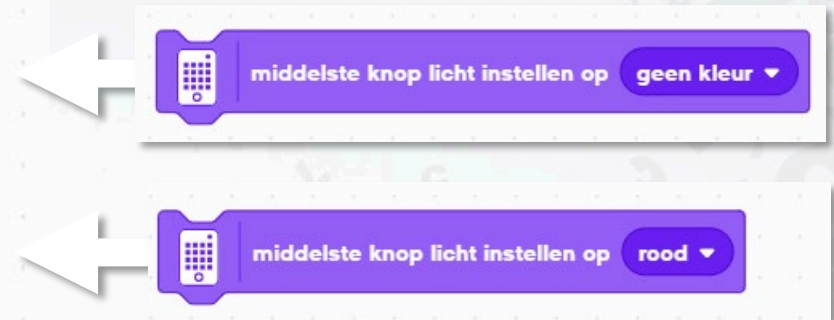 middelste knop licht instellen op geen kleur
middelste knop licht instellen op rood